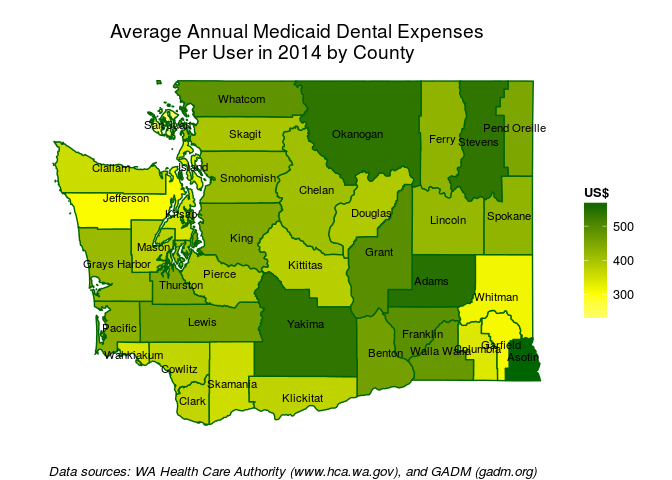 Average Annual Medicaid Dental Expenses
Per User in 2014 by County
Whatcom
San Juan
Skagit
Okanogan
Ferry
Stevens
Pend Oreille
Clallam
Island
Snohomish
Chelan
Jefferson
Kitsap
Douglas
Lincoln
Spokane
King
Mason
Grant
Grays Harbor
Pierce
Kittitas
Thurston
Adams
Whitman
Pacific
Lewis
Yakima
Franklin
Wahkiakum
Benton
Walla Walla
Columbia
Garfield
Asotin
Cowlitz
Skamania
Clark
Klickitat
US$
500
400
300
Data sources: WA Health Care Authority (www.hca.wa.gov), and GADM (gadm.org)